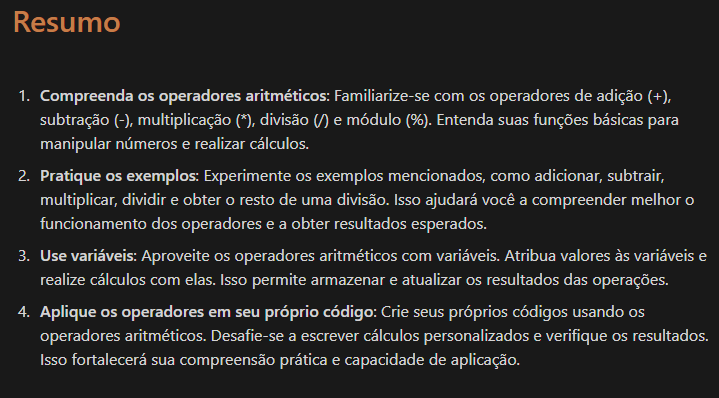 Resumo
1. Compreenda os operadores aritméticos: Familiarize-se com os operadores de adição (+),
subtração (-), multiplicação (*), divisão (/) e módulo (%). Entenda suas funções básicas para
manipular números e realizar cálculos.
2. Pratique os exemplos: Experimente os exemplos mencionados, como adicionar, subtrair,
multiplicar, dividir e obter o resto de uma divisão. Isso ajudará você a compreender melhor o
funcionamento dos operadores e a obter resultados esperados.
3. Use variáveis: Aproveite os operadores aritméticos com variáveis. Atribua valores às variáveis e
realize cálculos com elas. Isso permite armazenar e atualizar os resultados das operações.
4. Aplique os operadores em seu próprio código: Crie seus próprios códigos usando os
operadores aritméticos. Desafie-se a escrever cálculos personalizados e verifique os resultados.
Isso fortalecerá sua compreensão prática e capacidade de aplicação.